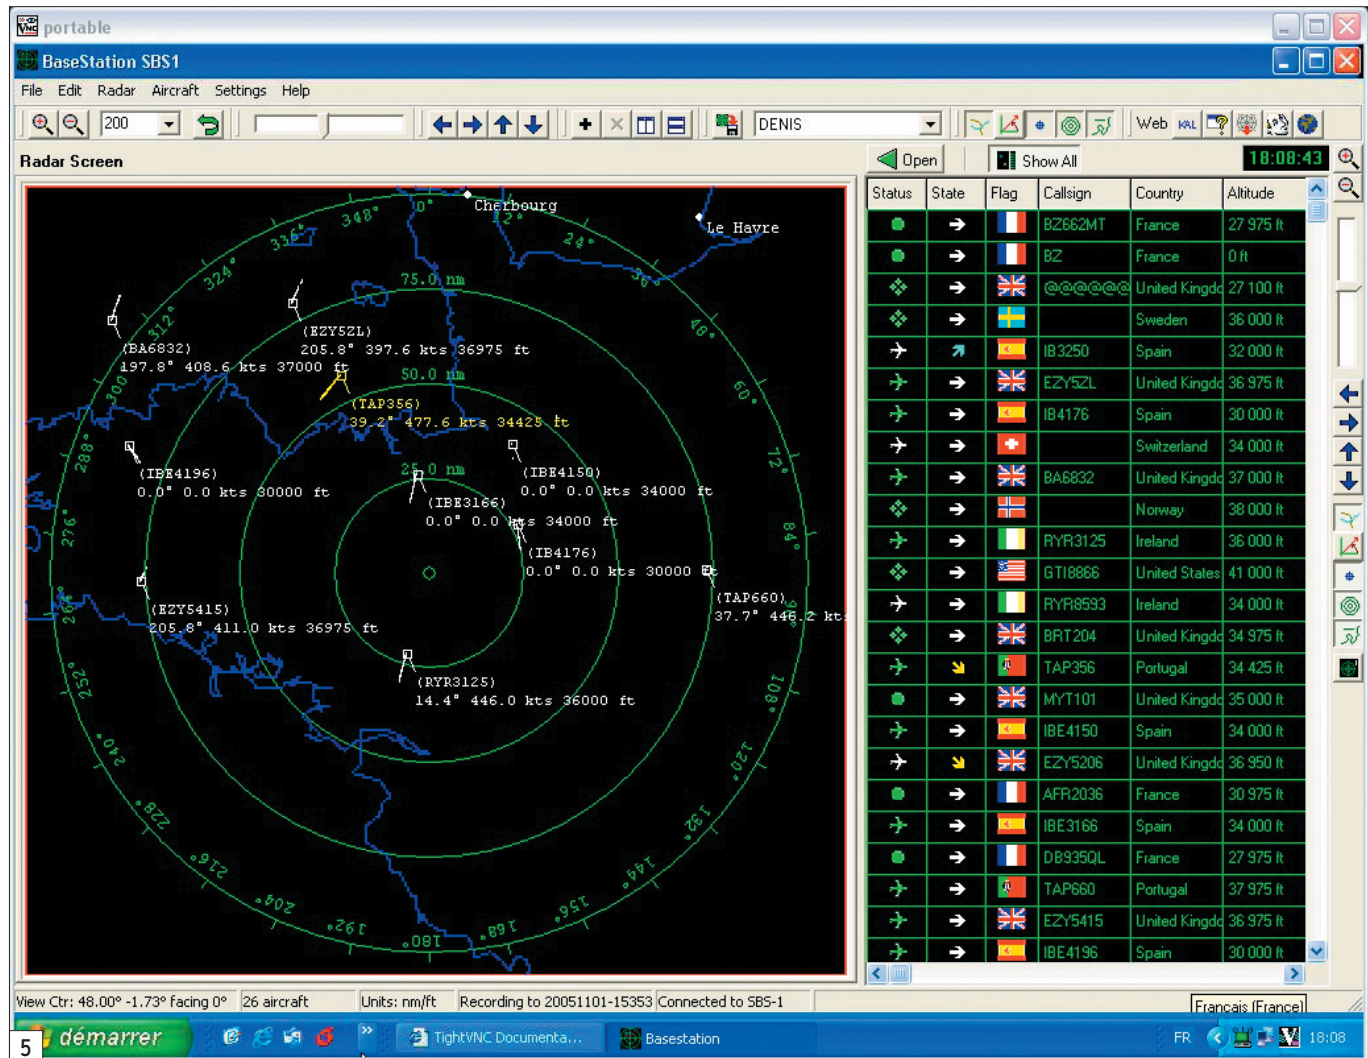 portable
BaseStation SBS1
File Edit Radar Aircraft Settings Help
200
DENIS
Web KAL
Radar Screen
Open
Show All
18:08:43
Status State Flag Callsign Country Altitude
BZ662MT France 27 975 ft
BZ France 0 ft
@@@@@@ United Kingdo 27 100 ft
Sweden 36 000 ft
IB3250 Spain 32 000 ft
EZY5ZL United Kingdo 36 975 ft
IB4176 Spain 30 000 ft
Switzerland 34 000 ft
BA6832 United Kingdo 37 000 ft
Norway 38 000 ft
RYR3125 Ireland 36 000 ft
GTI8866 United States 41 000 ft
RYR8593 Ireland 34 000 ft
BRT204 United Kingdo 34 975 ft
TAP356 Portugal 34 425 ft
MYT101 United Kingdo 35 000 ft
IBE4150 Spain 34 000 ft
EZY5206 United Kingdo 36 950 ft
AFR2036 France 30 975 ft
IBE3166 Spain 34 000 ft
DB935QL France 27 975 ft
TAP660 Portugal 37 975 ft
EZY5415 United Kingdo 36 975 ft
IBE4196 Spain 30 000 ft
Cherbourg
Le Havre
0°
12°
24°
36°
48°
60°
72°
84°
96°
108°
120°
132°
144°
156°
168°
180°
192°
204°
216°
228°
240°
252°
264°
276°
288°
300°
312°
324°
336°
348°
75.0 nm
50.0 nm
25.0 nm
(EZY5ZL)
205.8° 397.6 kts 36975 ft
(BA6832)
197.8° 408.6 kts 37000 ft
(TAP356)
39.2° 477.6 kts 34425 ft
(IBE4196)
0.0° 0.0 kts 30000 ft
(IBE4150)
0.0° 0.0 kts 34000 ft
(IBE3166)
0.0° 0.0 kts 34000 ft
(IB4176)
0.0° 0.0 kts 30000 ft
(TAP660)
37.7° 446.2 kts
(EZY5415)
205.8° 411.0 kts 36975 ft
(RYR3125)
14.4° 446.0 kts 36000 ft
View Ctr: 48.00° -1.73° facing 0° 26 aircraft Units: nm/ft Recording to 20051101-15353 Connected to SBS-1
Français (France)
5
démarrer
TightVNC Documenta...
Basestation
FR
18:08